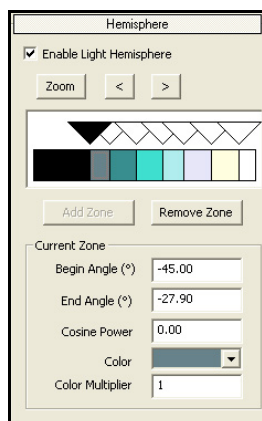 Hemisphere
Enable Light Hemisphere
Zoom < >
Add Zone Remove Zone
Current Zone
Begin Angle (°) -45.00
End Angle (°) -27.90
Cosine Power 0.00
Color
Color Multiplier 1